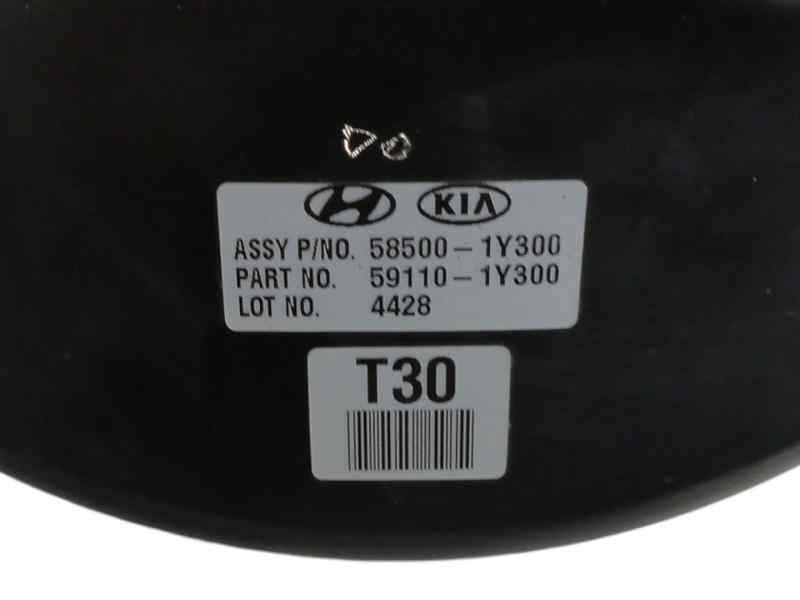 KIA
ASSY P/NO. 58500-1Y300
PART NO. 59110-1Y300
LOT NO. 4428
T30